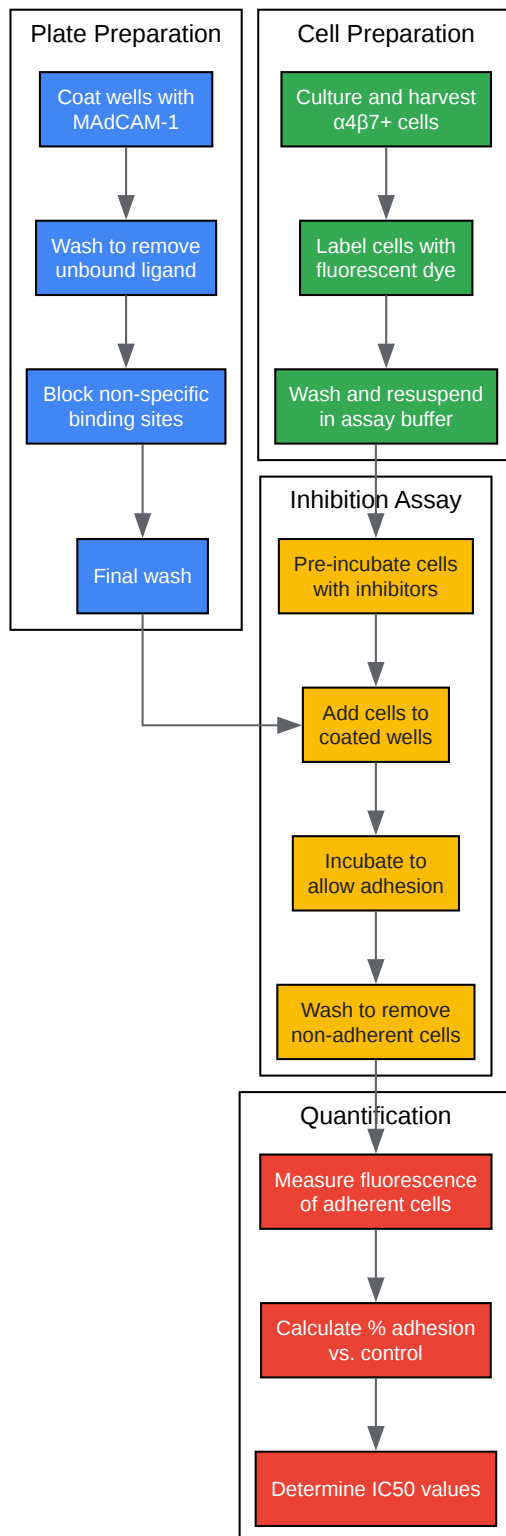 Plate Preparation
Coat wells with
MAdCAM-1
Wash to remove
unbound ligand
Block non-specific
binding sites
Final wash
Cell Preparation
Culture and harvest
α4β7+ cells
Label cells with
fluorescent dye
Wash and resuspend
in assay buffer
Inhibition Assay
Pre-incubate cells
with inhibitors
Add cells to
coated wells
Incubate to
allow adhesion
Wash to remove
non-adherent cells
Quantification
Measure fluorescence
of adherent cells
Calculate % adhesion
vs. control
Determine IC50 values